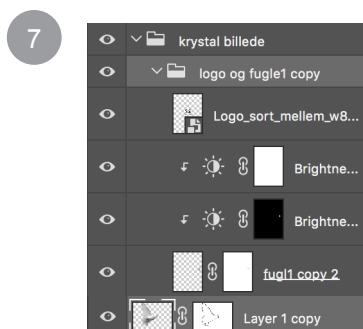 7
krystal billede
logo og fugle1 copy
Logo_sort_mellem_w8...
Brightne...
Brightne...
fugl1 copy 2
Layer 1 copy